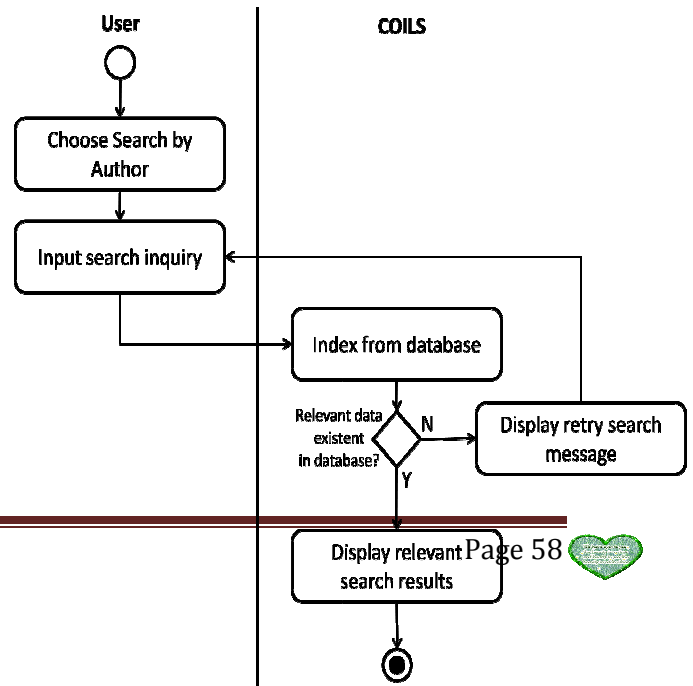 User
COILS
Choose Search by
Author
Input search inquiry
Index from database
Relevant data
existent
in database?
N
Y
Display retry search
message
Display relevant
search results
Page 58